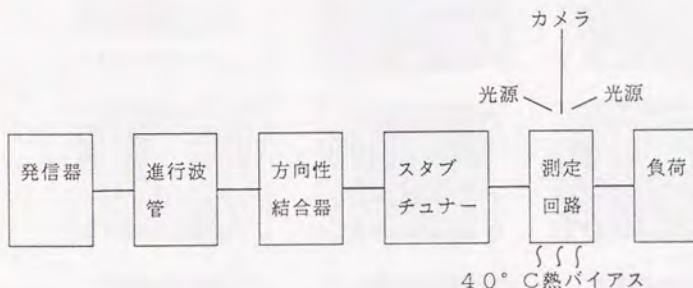 カメラ
光源 光源
発信器
進行波
管
方向性
結合器
スタブ
チュナー
測定
回路
負荷
40°C熱バイアス